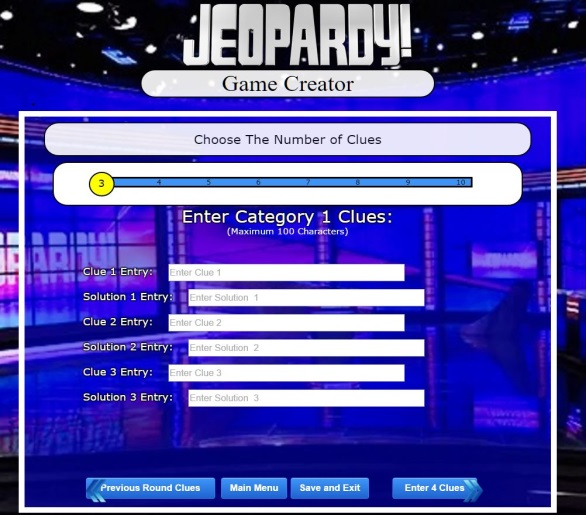 JEOPARDY!
Game Creator
Choose The Number of Clues
3 4 5 6 7 8 9 10
Enter Category 1 Clues:
(Maximum 100 Characters)
Clue 1 Entry: Enter Clue 1
Solution 1 Entry: Enter Solution 1
Clue 2 Entry: Enter Clue 2
Solution 2 Entry: Enter Solution 2
Clue 3 Entry: Enter Clue 3
Solution 3 Entry: Enter Solution 3
Previous Round Clues Main Menu Save and Exit Enter 4 Clues